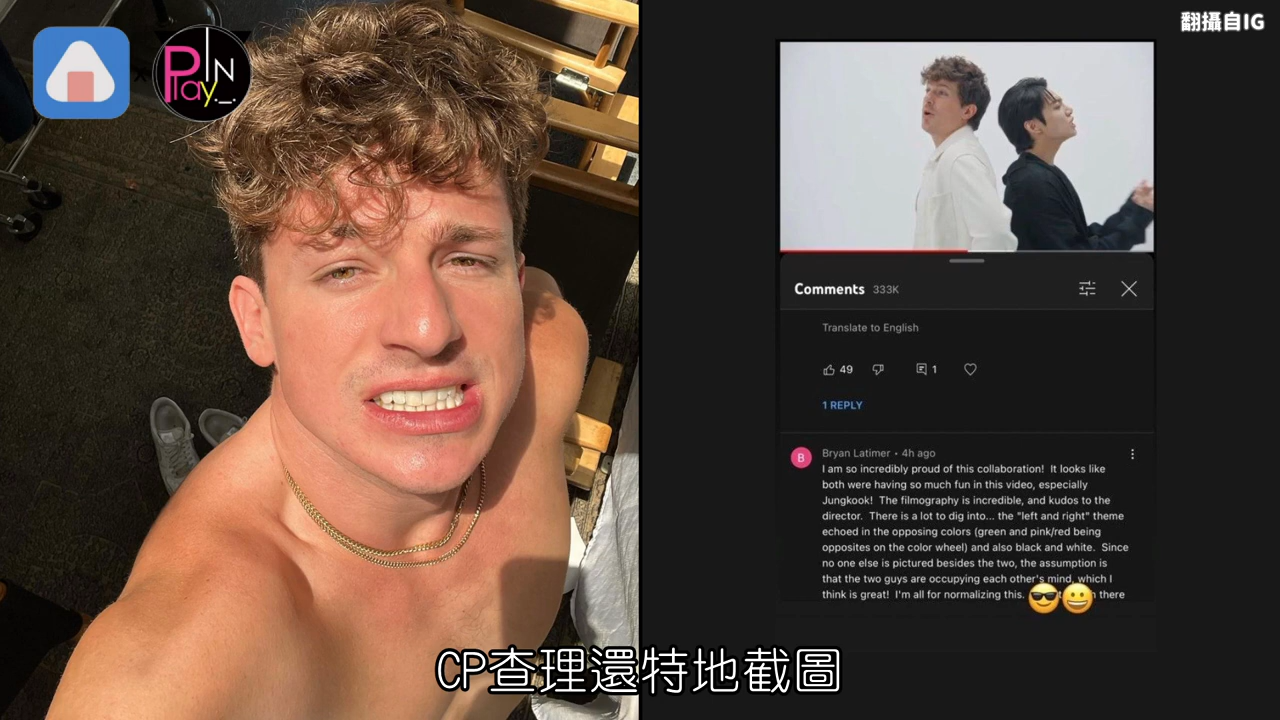 PlayIN
翻攝自IG
Comments 333K
Translate to English
49
1
1 REPLY
B
Bryan Latimer • 4h ago
I am so incredibly proud of this collaboration! It looks like
both were having so much fun in this video, especially
Jungkook! The filmography is incredible, and kudos to the
director. There is a lot to dig into... the "left and right" theme
echoed in the opposing colors (green and pink/red being
opposites on the color wheel) and also black and white. Since
no one else is pictured besides the two, the assumption is
that the two guys are occupying each other's mind, which I
think is great! I'm all for normalizing this. there
CP查理還特地截圖